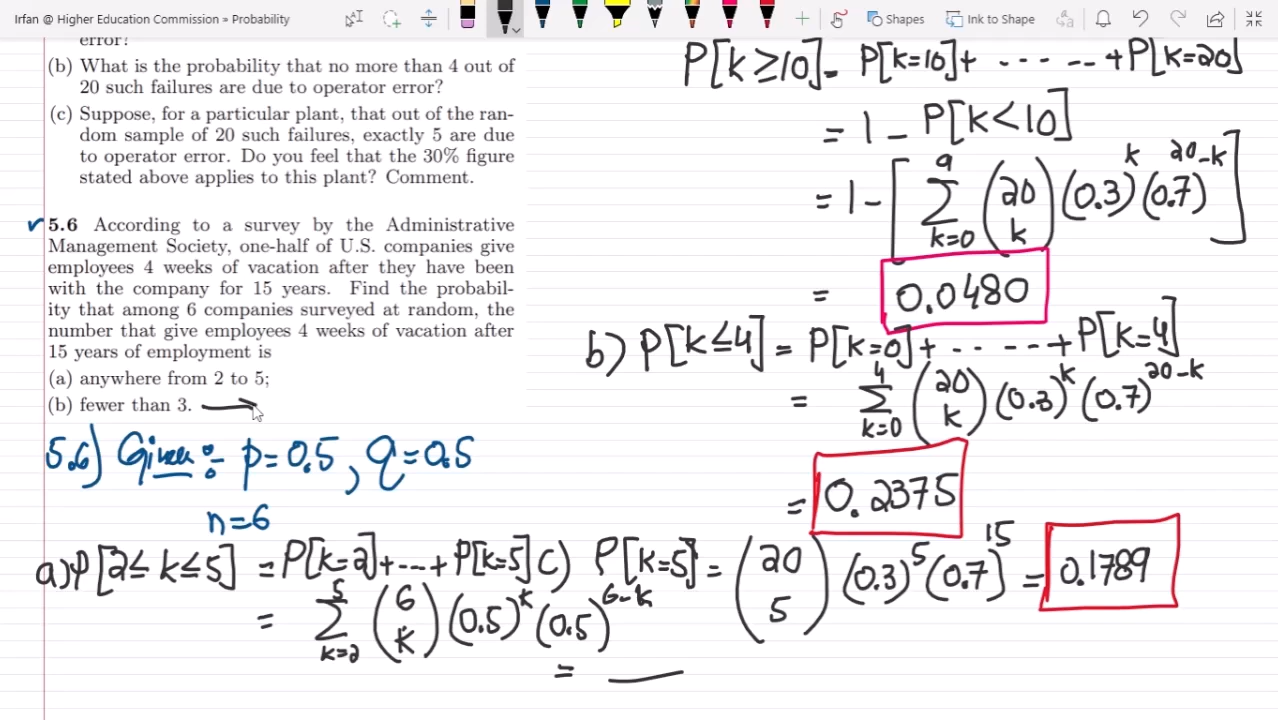 Irfan @ Higher Education Commission » Probability
Shapes
Ink to Shape
error?
(b) What is the probability that no more than 4 out of
20 such failures are due to operator error?
(c) Suppose, for a particular plant, that out of the ran-
dom sample of 20 such failures, exactly 5 are due
to operator error. Do you feel that the 30% figure
stated above applies to this plant? Comment.
5.6 According to a survey by the Administrative
Management Society, one-half of U.S. companies give
employees 4 weeks of vacation after they have been
with the company for 15 years. Find the probabil-
ity that among 6 companies surveyed at random, the
number that give employees 4 weeks of vacation after
15 years of employment is
(a) anywhere from 2 to 5;
(b) fewer than 3.
5.6) Given:- p=0.5, q=0.5
n=6
a) P[2≤k≤5] = P[k=2]+---+P[k=5]
= 5∑k=2 (6 k) (0.5)^k (0.5)^6-k
= ___
P[k≥10] = P[k=10]+ ------ +P[k=20]
= 1 - P[k<10]
= 1-[9∑k=0 (20 k) (0.3)^k (0.7)^20-k]
= 0.0480
b) P[k≤4] = P[k=0]+------+P[k=4]
= 4∑k=0 (20 k) (0.3)^k (0.7)^20-k
= 0.2375
c) P[k=5] = (20 5) (0.3)^5 (0.7)^15 = 0.1789